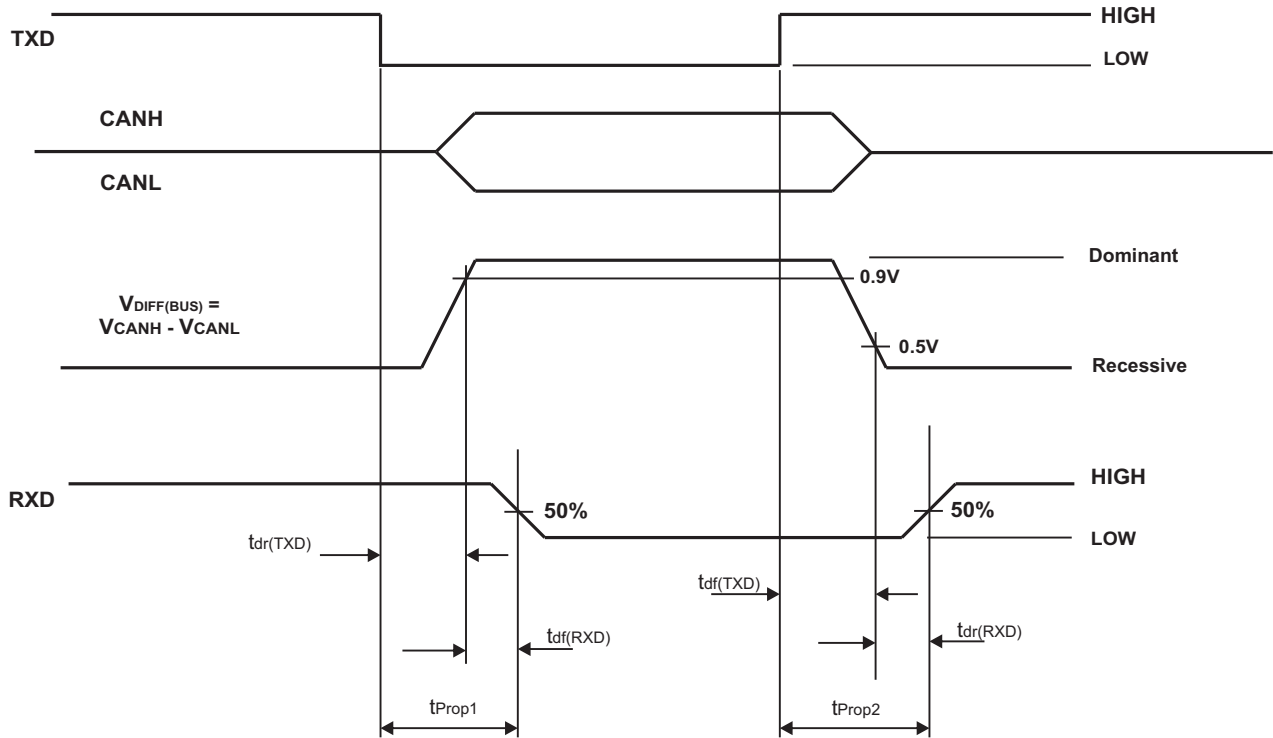 TXD
HIGH
LOW
CANH
CANL
Dominant
0.9V
VDIFF(BUS) =
VCANH - VCANL
0.5V
Recessive
RXD
HIGH
50%
50%
LOW
tdr(TXD)
tdf(TXD)
tdf(RXD)
tdr(RXD)
tProp1
tProp2